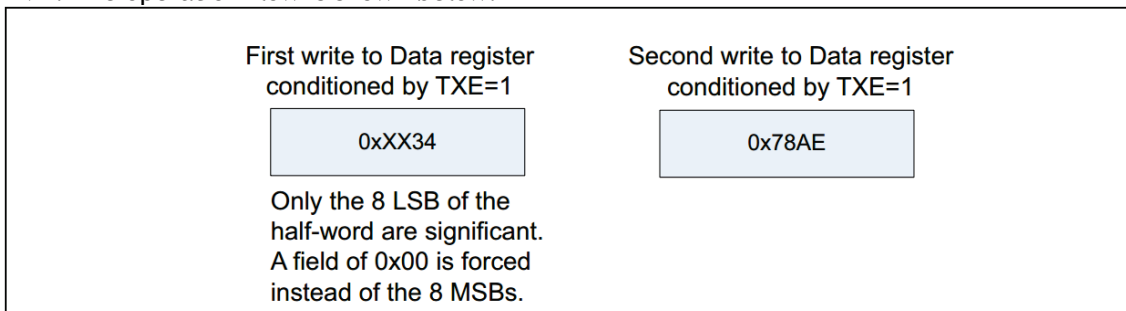 First write to Data register
conditioned by TXE=1
0xXX34
Only the 8 LSB of the
half-word are significant.
A field of 0x00 is forced
instead of the 8 MSBs.
Second write to Data register
conditioned by TXE=1
0x78AE